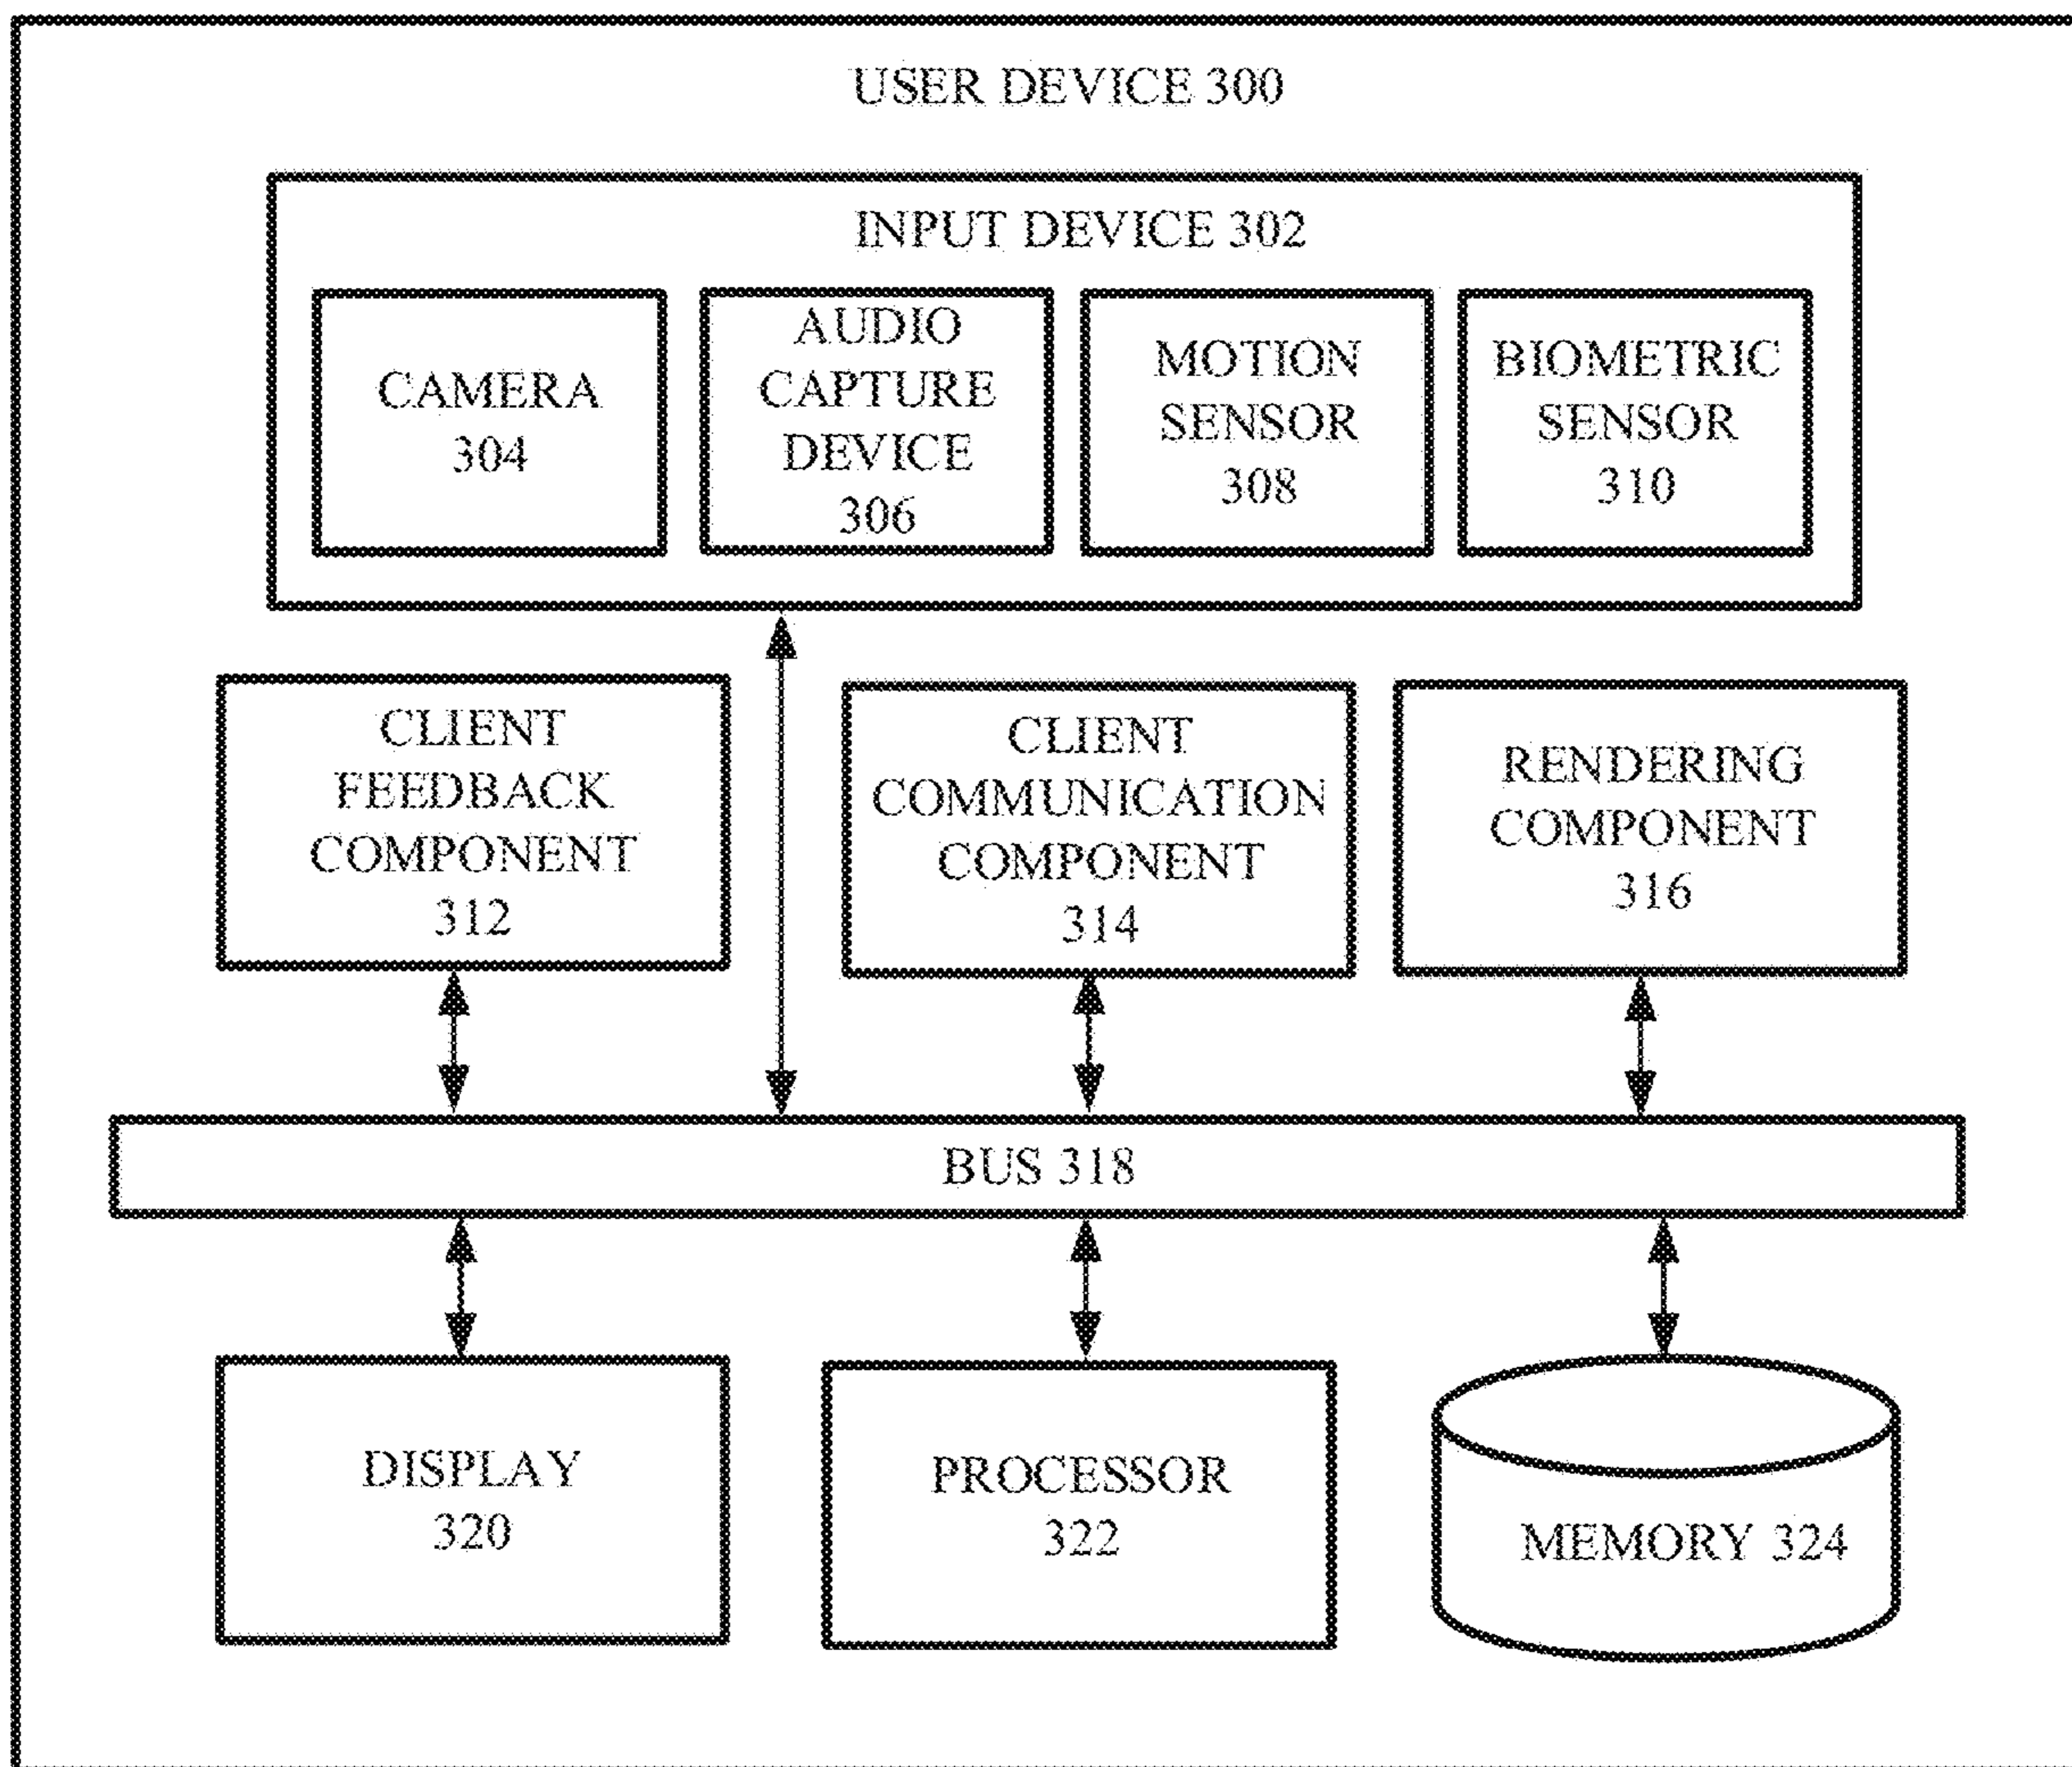 USER DEVICE 300
INPUT DEVICE 302
CAMERA
304
AUDIO
CAPTURE
DEVICE
306
MOTION
SENSOR
308
BIOMETRIC
SENSOR
310
CLIENT
FEEDBACK
COMPONENT
312
CLIENT
COMMUNICATION
COMPONENT
314
RENDERING
COMPONENT
316
BUS 318
DISPLAY
320
PROCESSOR
322
MEMORY 324